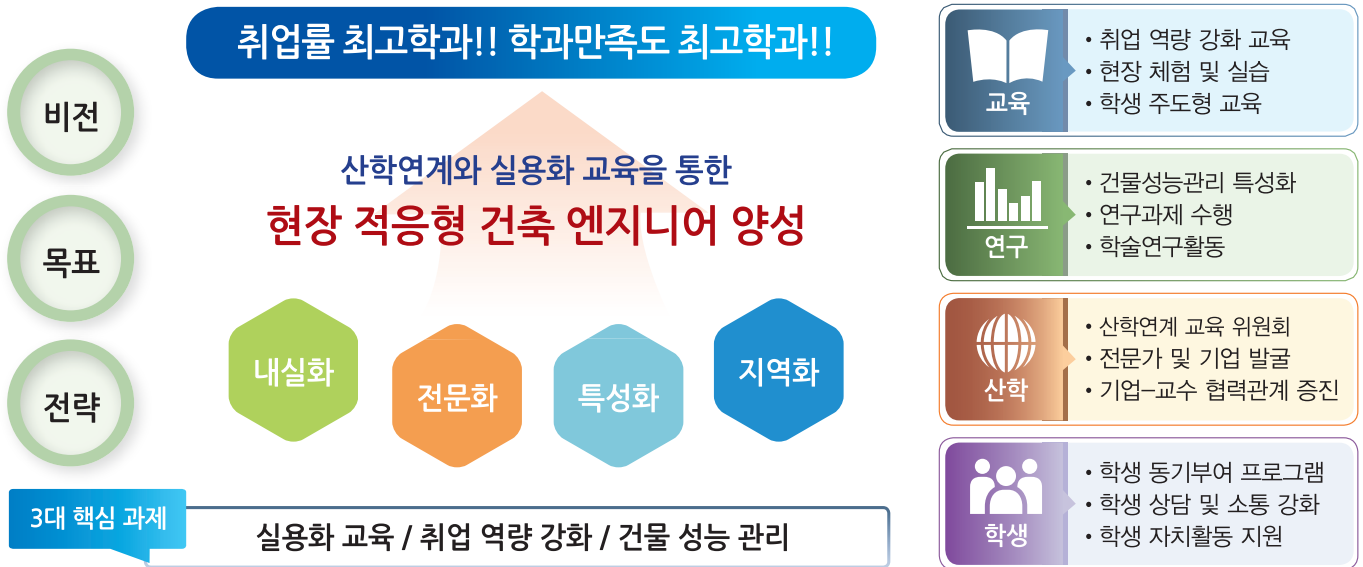 취업률 최고학과!! 학과만족도 최고학과!!
비전
산학연계와 실용화 교육을 통한
현장 적응형 건축 엔지니어 양성
목표
내실화
전문화
특성화
지역화
전략
3대 핵심 과제
실용화 교육 / 취업 역량 강화 / 건물 성능 관리
교육
• 취업 역량 강화 교육
• 현장 체험 및 실습
• 학생 주도형 교육
연구
• 건물성능관리 특성화
• 연구과제 수행
• 학술연구활동
산학
• 산학연계 교육 위원회
• 전문가 및 기업 발굴
• 기업–교수 협력관계 증진
학생
• 학생 동기부여 프로그램
• 학생 상담 및 소통 강화
• 학생 자치활동 지원